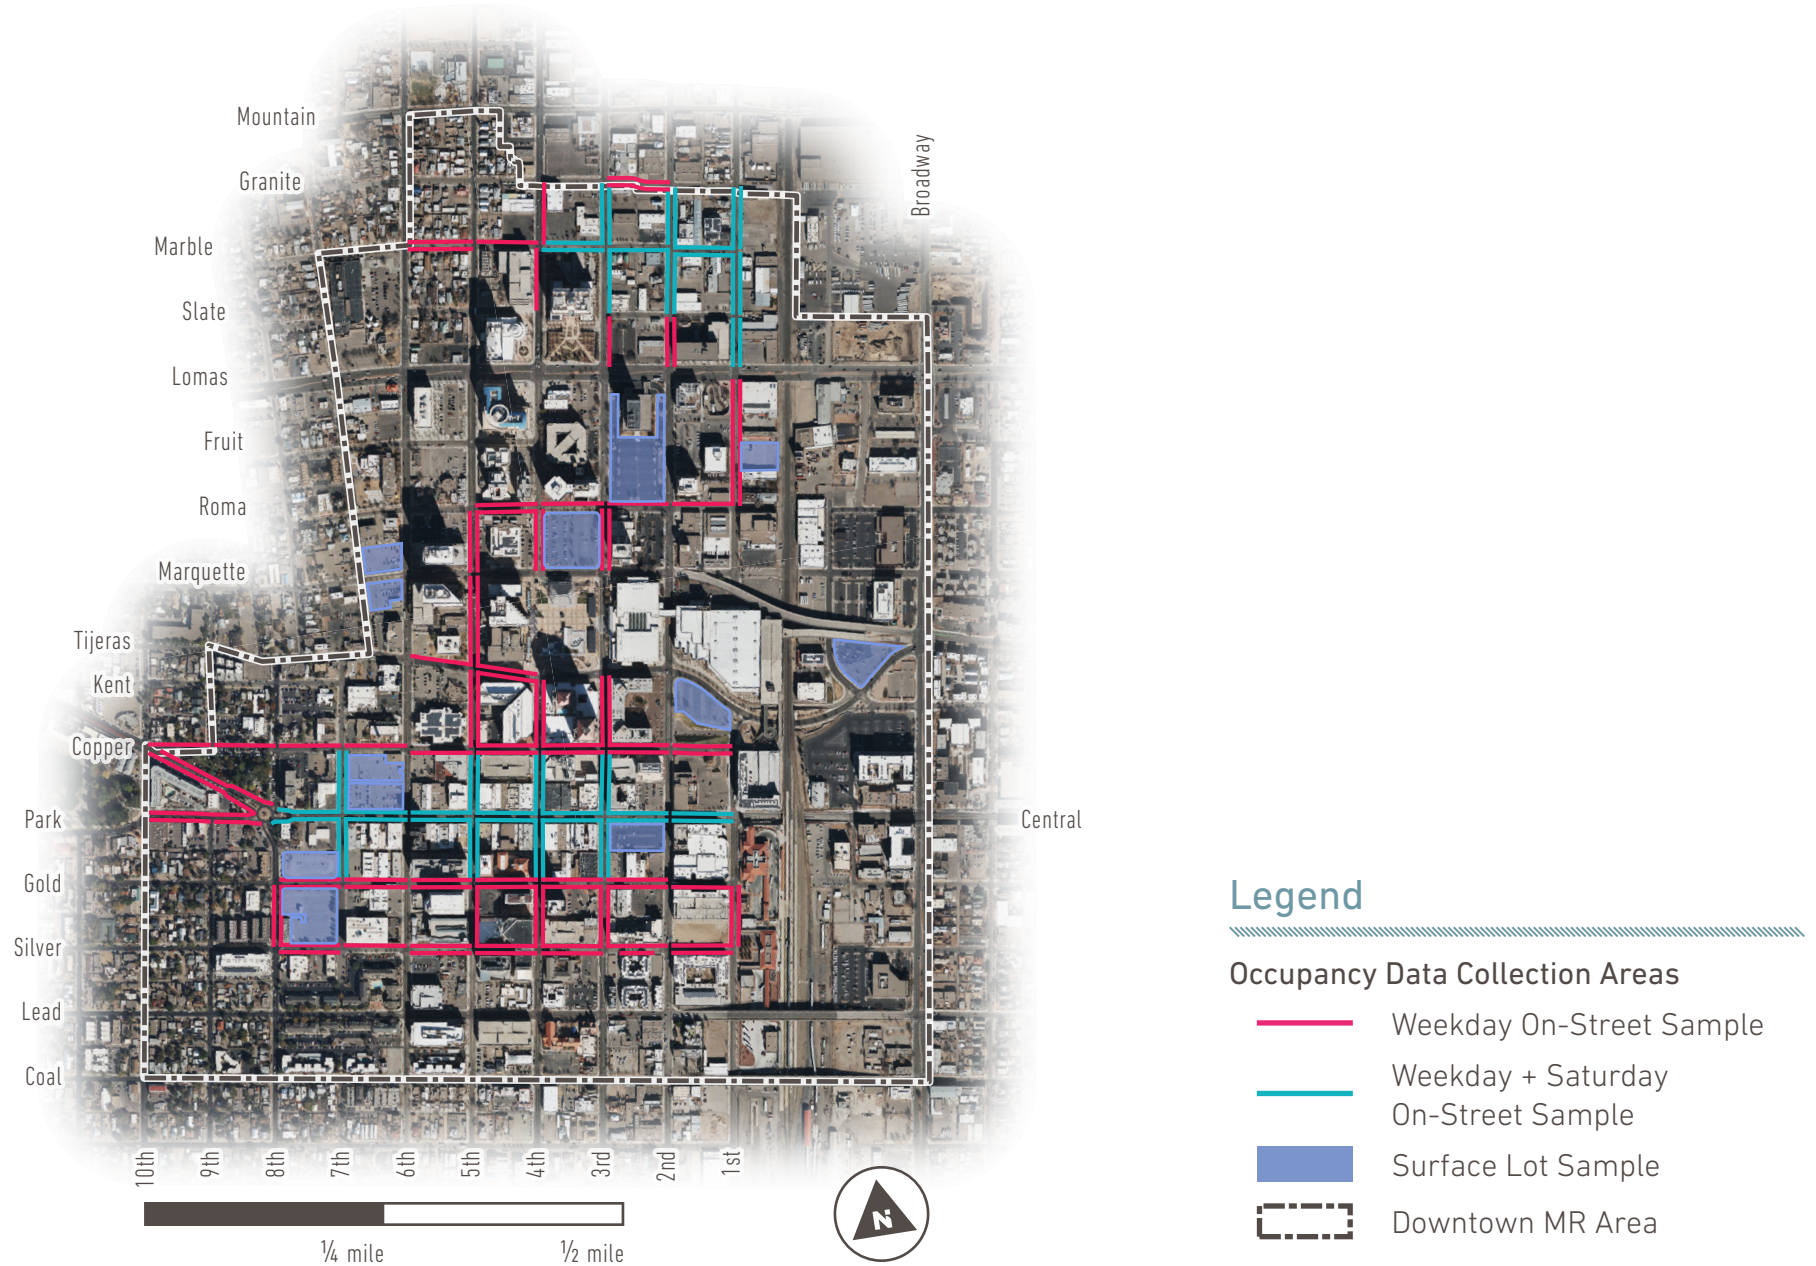 Mountain
Granite
Marble
Slate
Lomas
Fruit
Roma
Marquette
Tijeras
Kent
Copper
Park
Gold
Silver
Lead
Coal
Broadway
Central
10th
9th
8th
7th
6th
5th
4th
3rd
2nd
1st
¼ mile
½ mile
N
Legend
Occupancy Data Collection Areas
Weekday On-Street Sample
Weekday + Saturday
On-Street Sample
Surface Lot Sample
Downtown MR Area